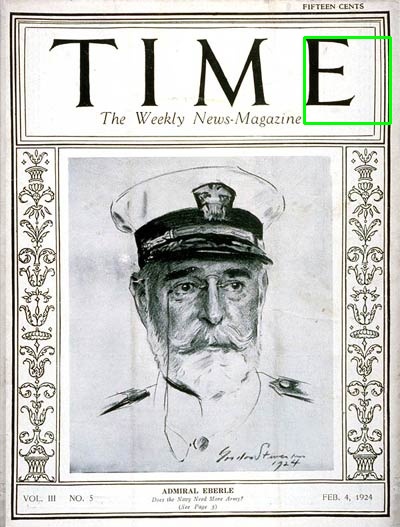 FIFTEEN CENTS
TIME
The Weekly News-Magazine
1924
ADMIRAL EBERLE
VOL. III NO. 5 Does the Navy Need More Army? FEB. 4, 1924
(See Page 3)